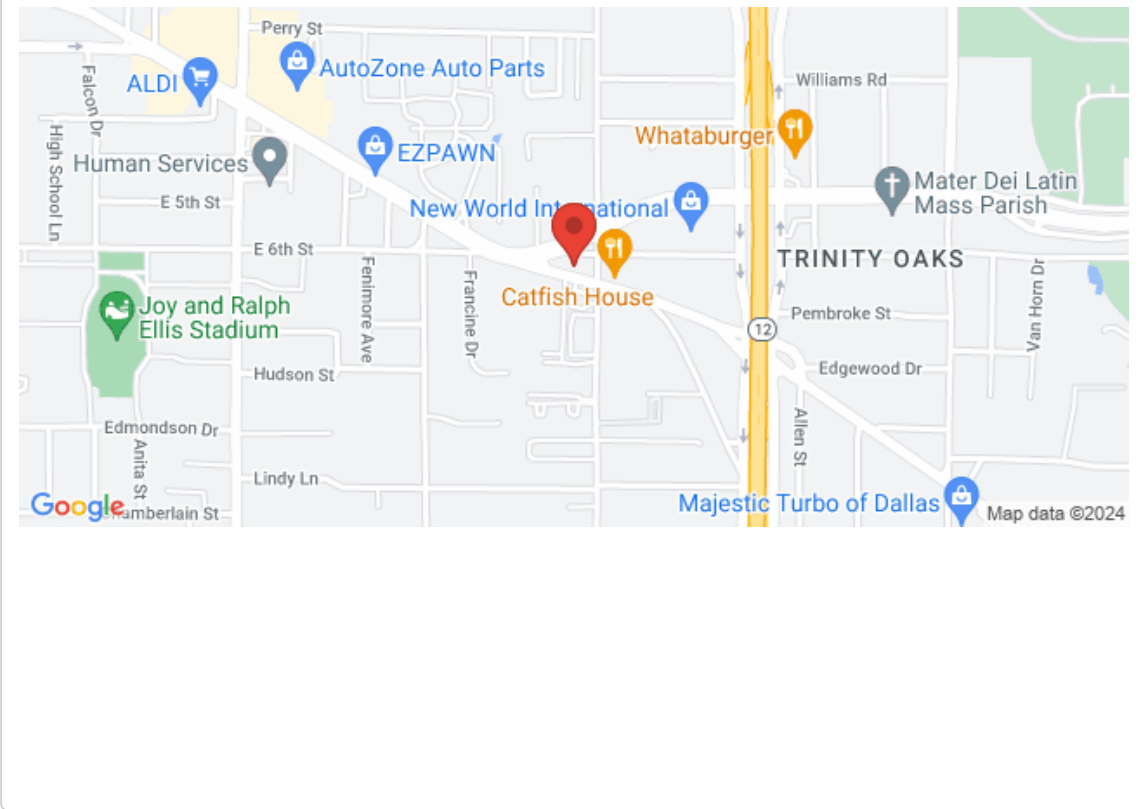 Perry St
ALDI
AutoZone Auto Parts
Williams Rd
Falcon Dr
High School Ln
Whataburger
EZPAWN
Human Services
Mater Dei Latin
Mass Parish
E 5th St
New World International
E 6th St
TRINITY OAKS
Fenimore Ave
Francine Dr
Catfish House
Joy and Ralph
Ellis Stadium
Van Horn Dr
Pembroke St
12
Edgewood Dr
Hudson St
Allen St
Edmondson Dr
Anita St
Lindy Ln
Majestic Turbo of Dallas
Google
amberlain St
Map data ©2024